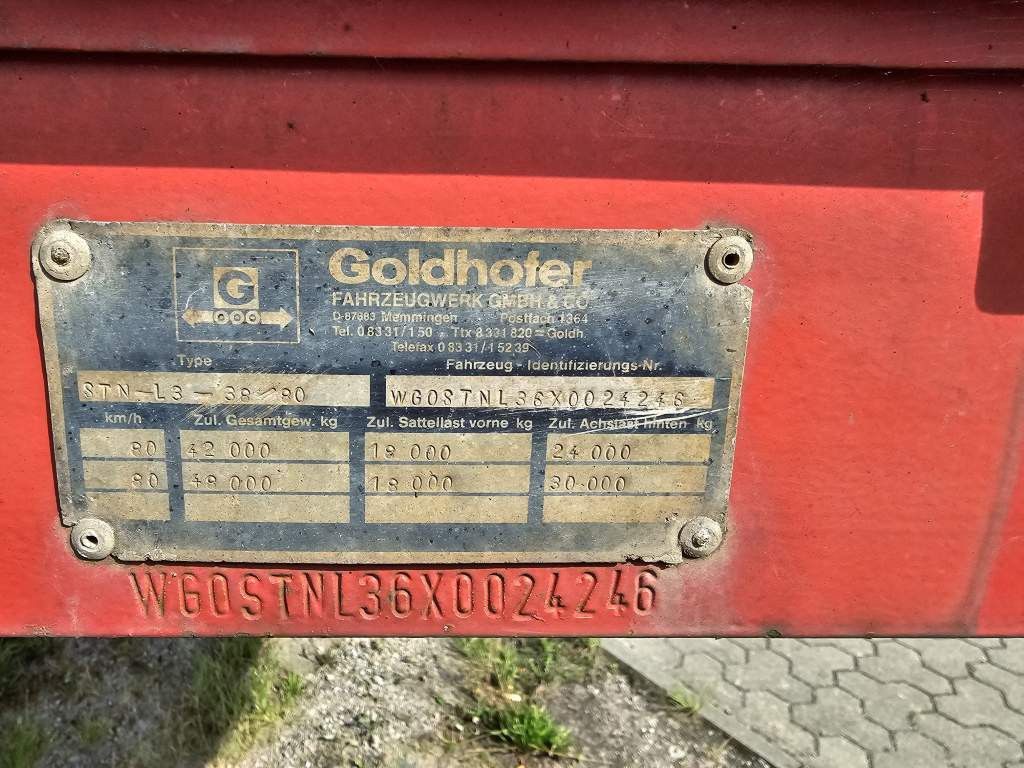 G
Goldhofer
FAHRZEUGWERK GMBH & CO
D-87683 Memmingen Postfach 1364
Tel. 0 83 31/1 50 Ttx 8 331 820 = Goldh.
Telefax 0 83 31/1 52 39
Type Fahrzeug - Identifizierungs-Nr.
STN-L3-38/80 WG0STNL36X0024246
km/h Zul. Gesamtgew. kg Zul. Sattellast vorne kg Zul. Achslast hinten kg
80 42 000 18 000 24 000
80 48 000 18 000 30 000
WG0STNL36X0024246